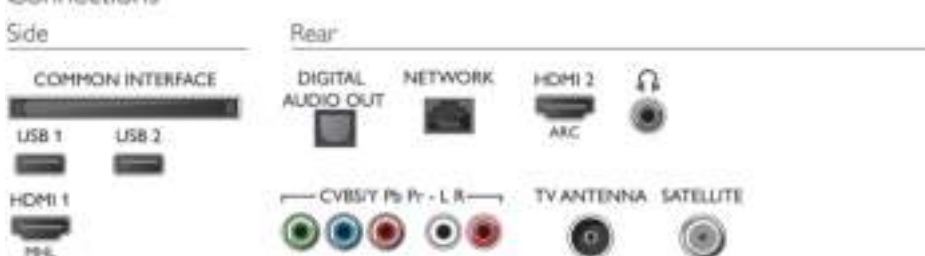 Connections
Side
Rear
COMMON INTERFACE
USB 1 USB 2
HDMI 1
MHL
DIGITAL AUDIO OUT
NETWORK
HDMI 2
ARC
CVBS/Y Pb Pr - L R
TV ANTENNA
SATELLITE